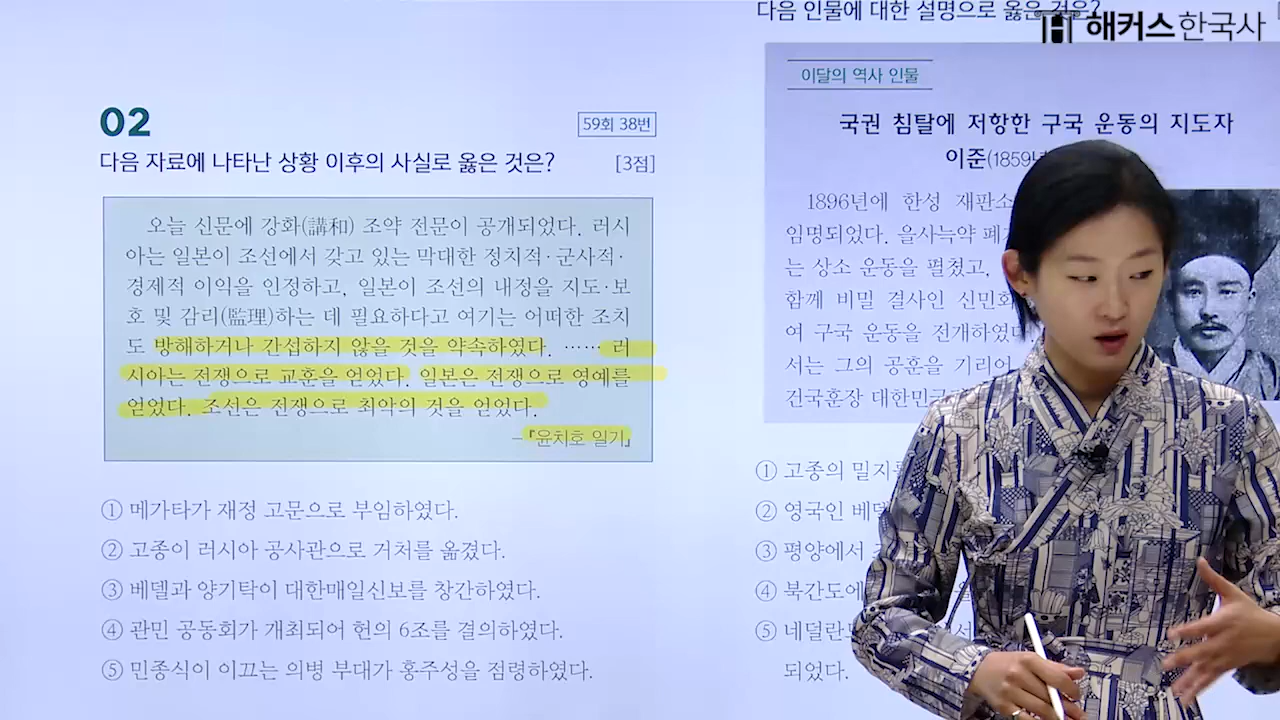 02
59회 38번
다음 자료에 나타난 상황 이후의 사실로 옳은 것은?
[3점]
오늘 신문에 강화(講和) 조약 전문이 공개되었다. 러시
아는 일본이 조선에서 갖고 있는 막대한 정치적·군사적·
경제적 이익을 인정하고, 일본이 조선의 내정을 지도·보
호 및 감리(監理)하는 데 필요하다고 여기는 어떠한 조치
도 방해하거나 간섭하지 않을 것을 약속하였다. …… 러
시아는 전쟁으로 교훈을 얻었다. 일본은 전쟁으로 영예를
얻었다. 조선은 전쟁으로 최악의 것을 얻었다.
-『윤치호 일기』
① 메가타가 재정 고문으로 부임하였다.
② 고종이 러시아 공사관으로 거처를 옮겼다.
③ 베델과 양기탁이 대한매일신보를 창간하였다.
④ 관민 공동회가 개최되어 헌의 6조를 결의하였다.
⑤ 민종식이 이끄는 의병 부대가 홍주성을 점령하였다.
다음 인물에 대한 설명으로 옳은 것은?
해커스한국사
이달의 역사 인물
국권 침탈에 저항한 구국 운동의 지도자
이준(1859년
1896년에 한성 재판소
임명되었다. 을사늑약 폐
는 상소 운동을 펼쳤고,
함께 비밀 결사인 신민회
여 구국 운동을 전개하였다
서는 그의 공훈을 기리어
건국훈장 대한민국
① 고종의 밀지를
② 영국인 베델
③ 평양에서
④ 북간도에
⑤ 네덜란드 서
되었다.